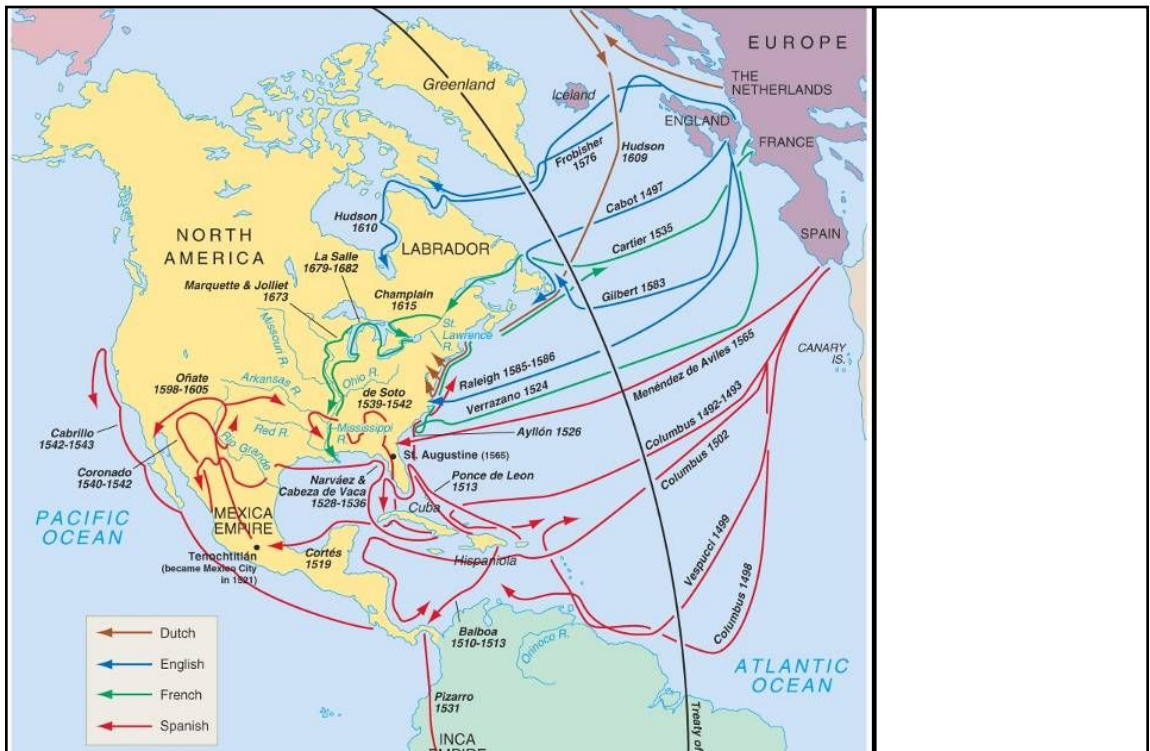 EUROPE
Greenland
THE
NETHERLANDS
Iceland
ENGLAND
FRANCE
Frobisher
1576
Hudson
1609
Cabot 1497
Hudson
1610
SPAIN
NORTH
AMERICA
LABRADOR
Cartier 1535
La Salle
1679-1682
Marquette & Jolliet
1673
Champlain
1615
Gilbert 1583
St.
Lawrence
R.
Missouri R.
CANARY
IS.
Menéndez de Aviles 1565
Oñate
1598-1605
Arkansas R.
Ohio R.
de Soto
1539-1542
Raleigh 1585-1586
Verrazano 1524
Columbus 1492-1493
Red R.
Mississippi
R.
Ayllón 1526
Cabrillo
1542-1543
Rio Grande
St. Augustine (1565)
Columbus 1502
Coronado
1540-1542
Narváez &
Cabeza de Vaca
1528-1536
Ponce de Leon
1513
PACIFIC
OCEAN
MEXICA
EMPIRE
Cuba
Tenochtitlán
(became Mexico City
in 1521)
Cortés
1519
Hispaniola
Vespucci 1499
Columbus 1498
Dutch
English
French
Spanish
Balboa
1510-1513
Orinoco R.
ATLANTIC
OCEAN
Pizarro
1531
Treaty of
INCA
EMPIRE